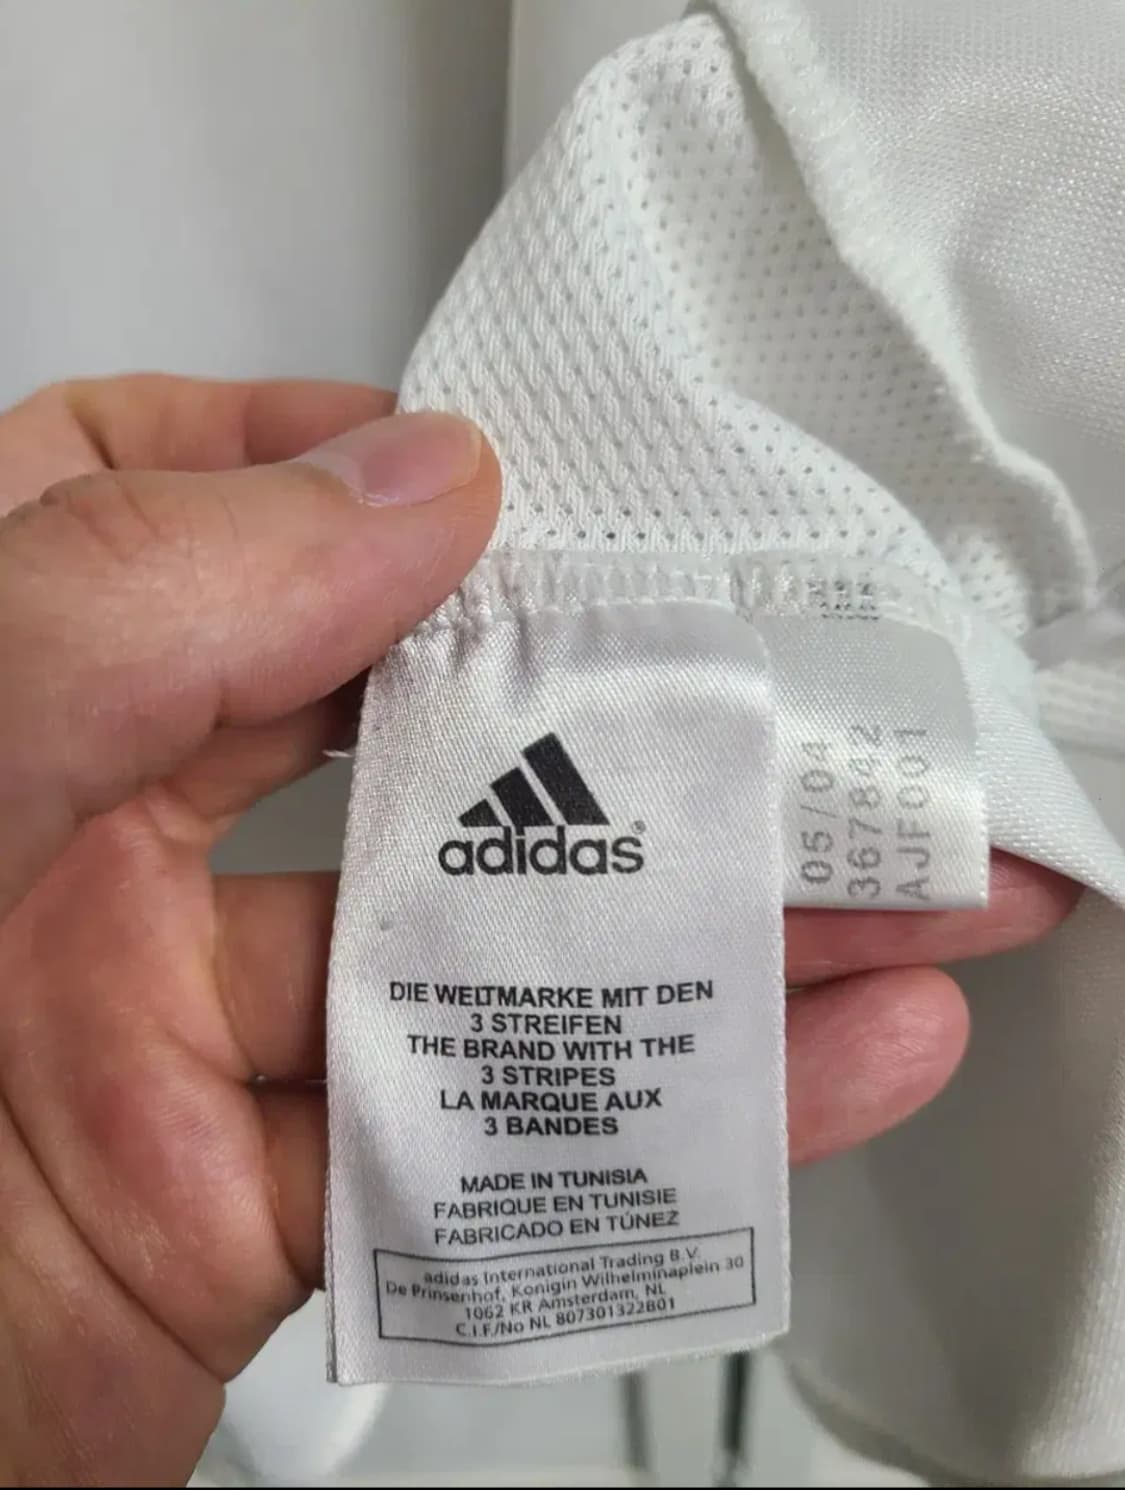 adidas®
DIE WELTMARKE MIT DEN
3 STREIFEN
THE BRAND WITH THE
3 STRIPES
LA MARQUE AUX
3 BANDES
MADE IN TUNISIA
FABRIQUE EN TUNISIE
FABRICADO EN TÚNEZ
adidas International Trading B.V.
De Prinsenhof, Konigin Wilhelminaplein 30
1062 KR Amsterdam, NL
C.I.F./No NL 807301322B01
05/04
367842
AJF001